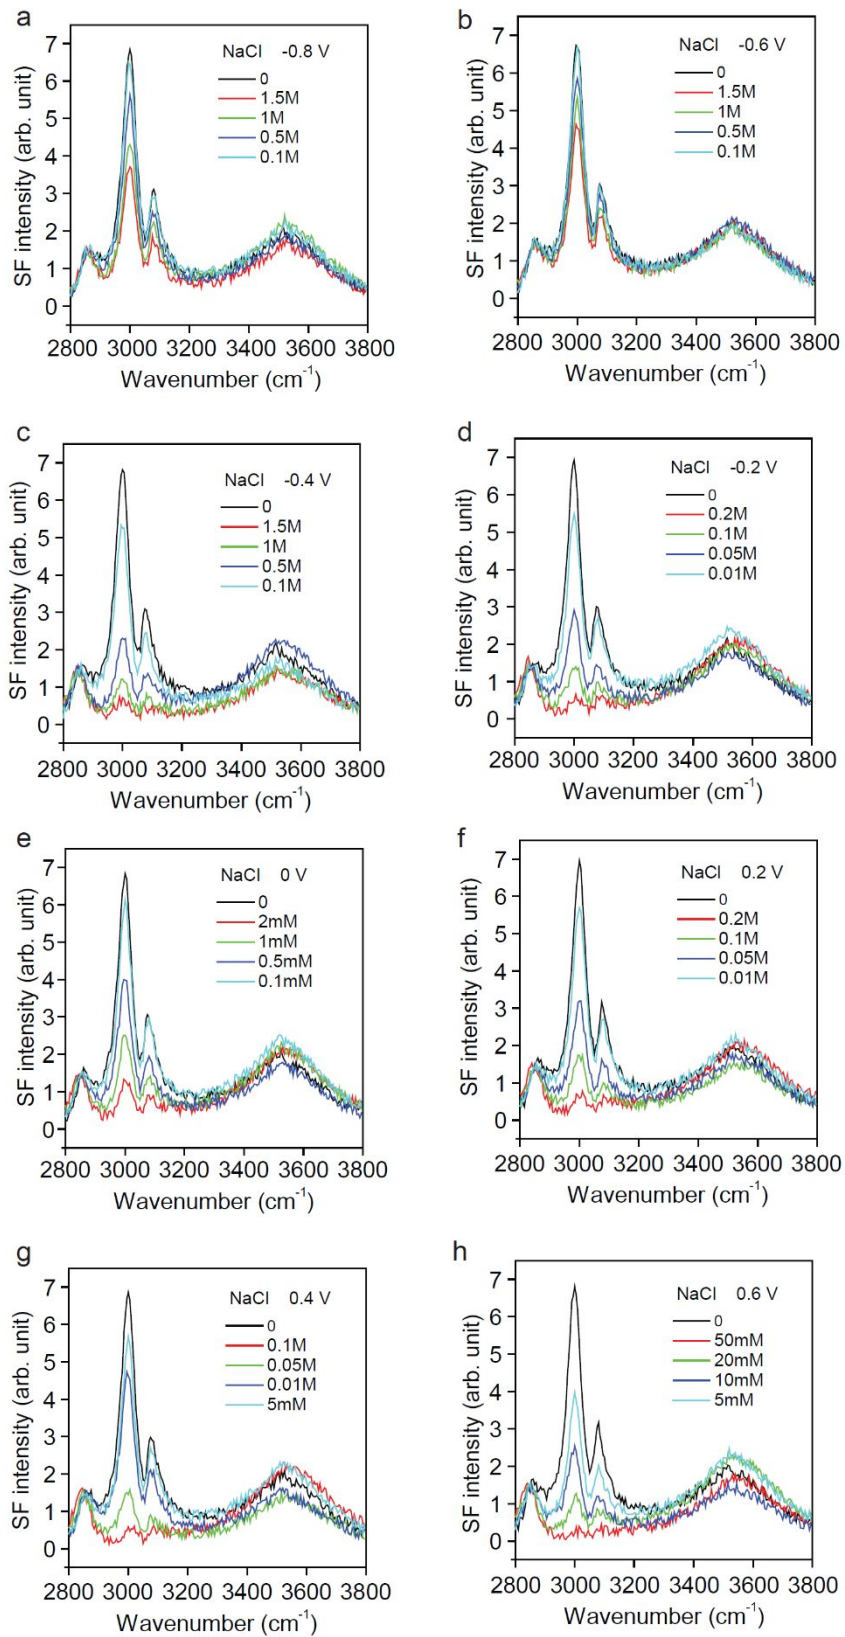 a
NaCl -0.8 V
0
1.5M
1M
0.5M
0.1M
SF intensity (arb. unit)
7
6
5
4
3
2
1
0
2800 3000 3200 3400 3600 3800
Wavenumber (cm⁻¹)
b
NaCl -0.6 V
0
1.5M
1M
0.5M
0.1M
SF intensity (arb. unit)
7
6
5
4
3
2
1
0
2800 3000 3200 3400 3600 3800
Wavenumber (cm⁻¹)
c
NaCl -0.4 V
0
1.5M
1M
0.5M
0.1M
SF intensity (arb. unit)
7
6
5
4
3
2
1
0
2800 3000 3200 3400 3600 3800
Wavenumber (cm⁻¹)
d
NaCl -0.2 V
0
0.2M
0.1M
0.05M
0.01M
SF intensity (arb. unit)
7
6
5
4
3
2
1
0
2800 3000 3200 3400 3600 3800
Wavenumber (cm⁻¹)
e
NaCl 0 V
0
2mM
1mM
0.5mM
0.1mM
SF intensity (arb. unit)
7
6
5
4
3
2
1
0
2800 3000 3200 3400 3600 3800
Wavenumber (cm⁻¹)
f
NaCl 0.2 V
0
0.2M
0.1M
0.05M
0.01M
SF intensity (arb. unit)
7
6
5
4
3
2
1
0
2800 3000 3200 3400 3600 3800
Wavenumber (cm⁻¹)
g
NaCl 0.4 V
0
0.1M
0.05M
0.01M
5mM
SF intensity (arb. unit)
7
6
5
4
3
2
1
0
2800 3000 3200 3400 3600 3800
Wavenumber (cm⁻¹)
h
NaCl 0.6 V
0
50mM
20mM
10mM
5mM
SF intensity (arb. unit)
7
6
5
4
3
2
1
0
2800 3000 3200 3400 3600 3800
Wavenumber (cm⁻¹)